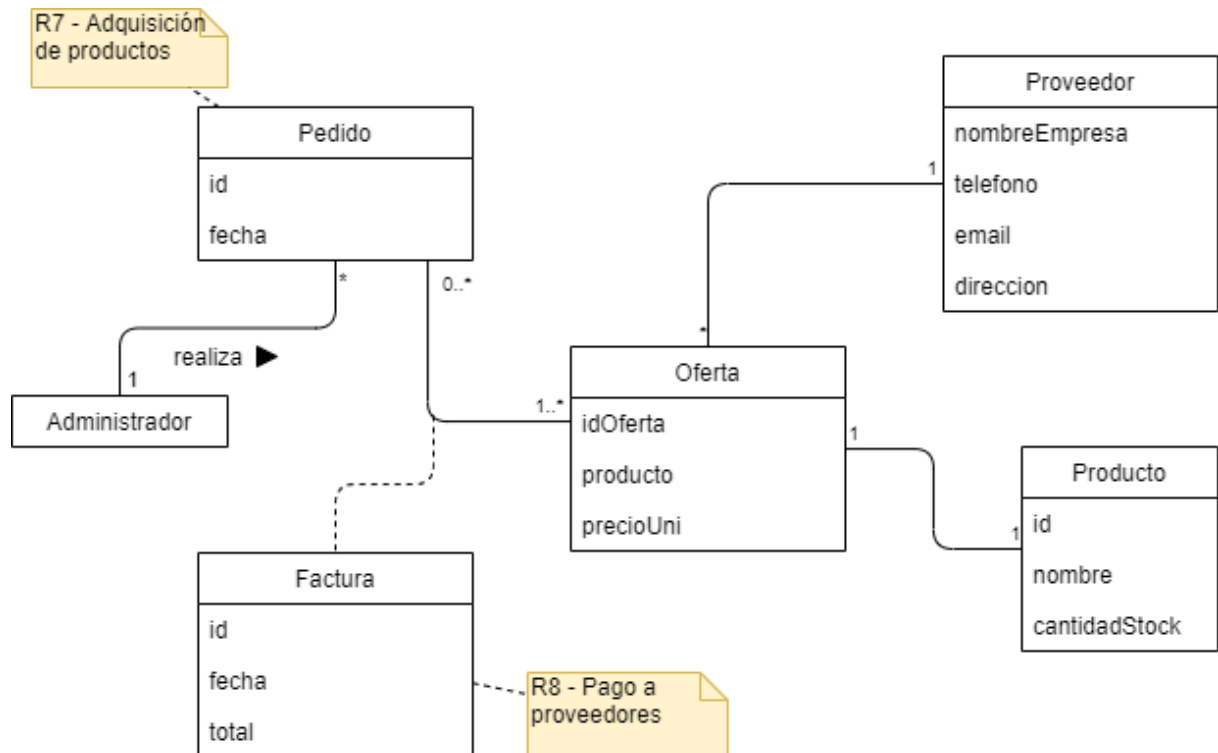 R7 - Adquisición
de productos
Pedido
id
fecha
*
0..*
realiza ▶
1
Administrador
Proveedor
nombreEmpresa
telefono
email
direccion
1
*
Oferta
idOferta
producto
precioUni
1..*
1
1
Producto
id
nombre
cantidadStock
Factura
id
fecha
total
R8 - Pago a
proveedores